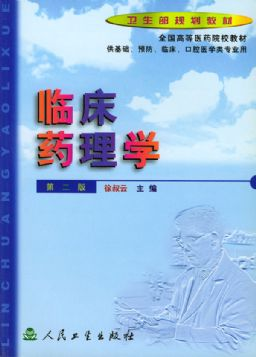 卫生部规划教材
全国高等医药院校教材
供基础、预防、临床、口腔医学类专业用
临床
药理学
第二版
徐叔云 主编
人民卫生出版社
LINCHUANGYAOLIXUE